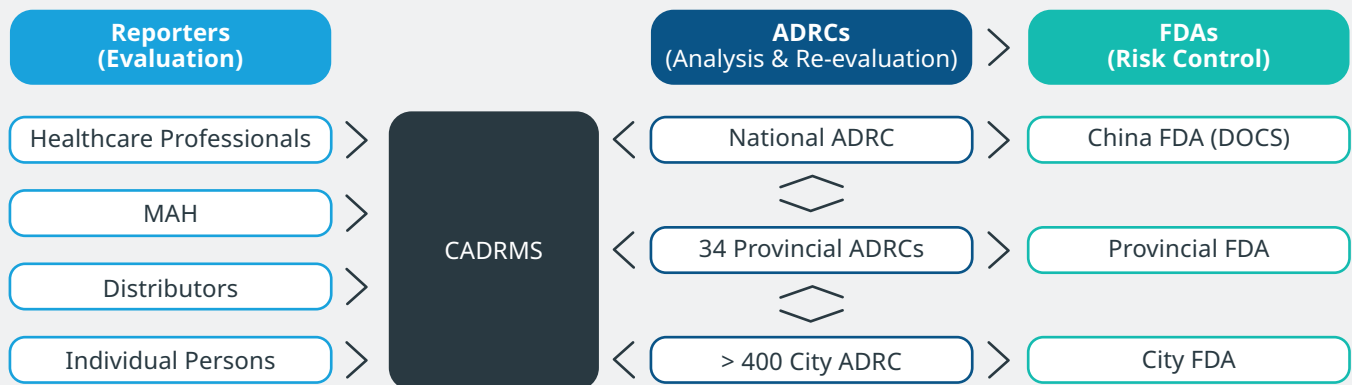 Reporters
(Evaluation)
ADRCs
(Analysis & Re-evaluation)
FDAs
(Risk Control)
Healthcare Professionals
National ADRC
China FDA (DOCS)
MAH
CADRMS
34 Provincial ADRCs
Provincial FDA
Distributors
Individual Persons
> 400 City ADRC
City FDA